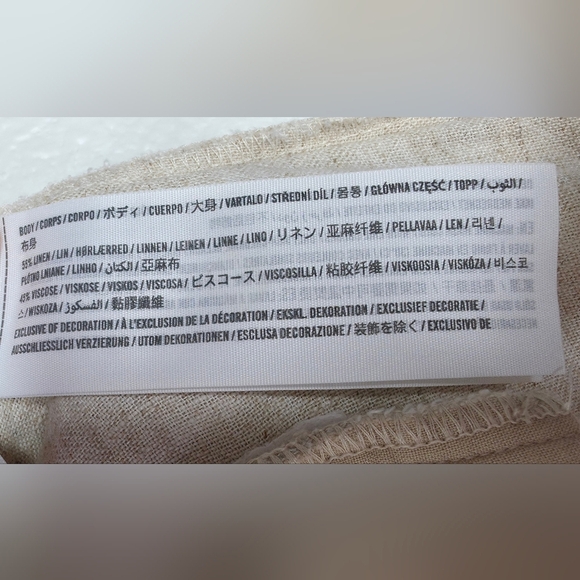 BODY / CORPS / CORPO / ボディ / CUERPO / 大身 / VARTALO / STŘEDNÍ DÍL / 몸통 / GŁÓWNA CZĘŚĆ / TOPP / الثوب /
布身
55% LINEN / LIN / HØRLÆRRED / LINNEN / LEINEN / LINNE / LINO / リネン / 亚麻纤维 / PELLAVAA / LEN / 리넨 /
PŁÓTNO LNIANE / LINHO / الكتان / 亞麻布
45% VISCOSE / VISKOSE / VISKOS / VISCOSA / ビスコース / VISCOSILLA / 粘胶纤维 / VISKOOSIA / VISKÓZA / 비스코
스 / WISKOZA / الفسكوز / 黏膠纖維
EXCLUSIVE OF DECORATION / À L'EXCLUSION DE LA DÉCORATION / EKSKL. DEKORATION / EXCLUSIEF DECORATIE /
AUSSCHLIESSLICH VERZIERUNG / UTOM DEKORATIONEN / ESCLUSA DECORAZIONE / 装飾を除く / EXCLUSIVO DE